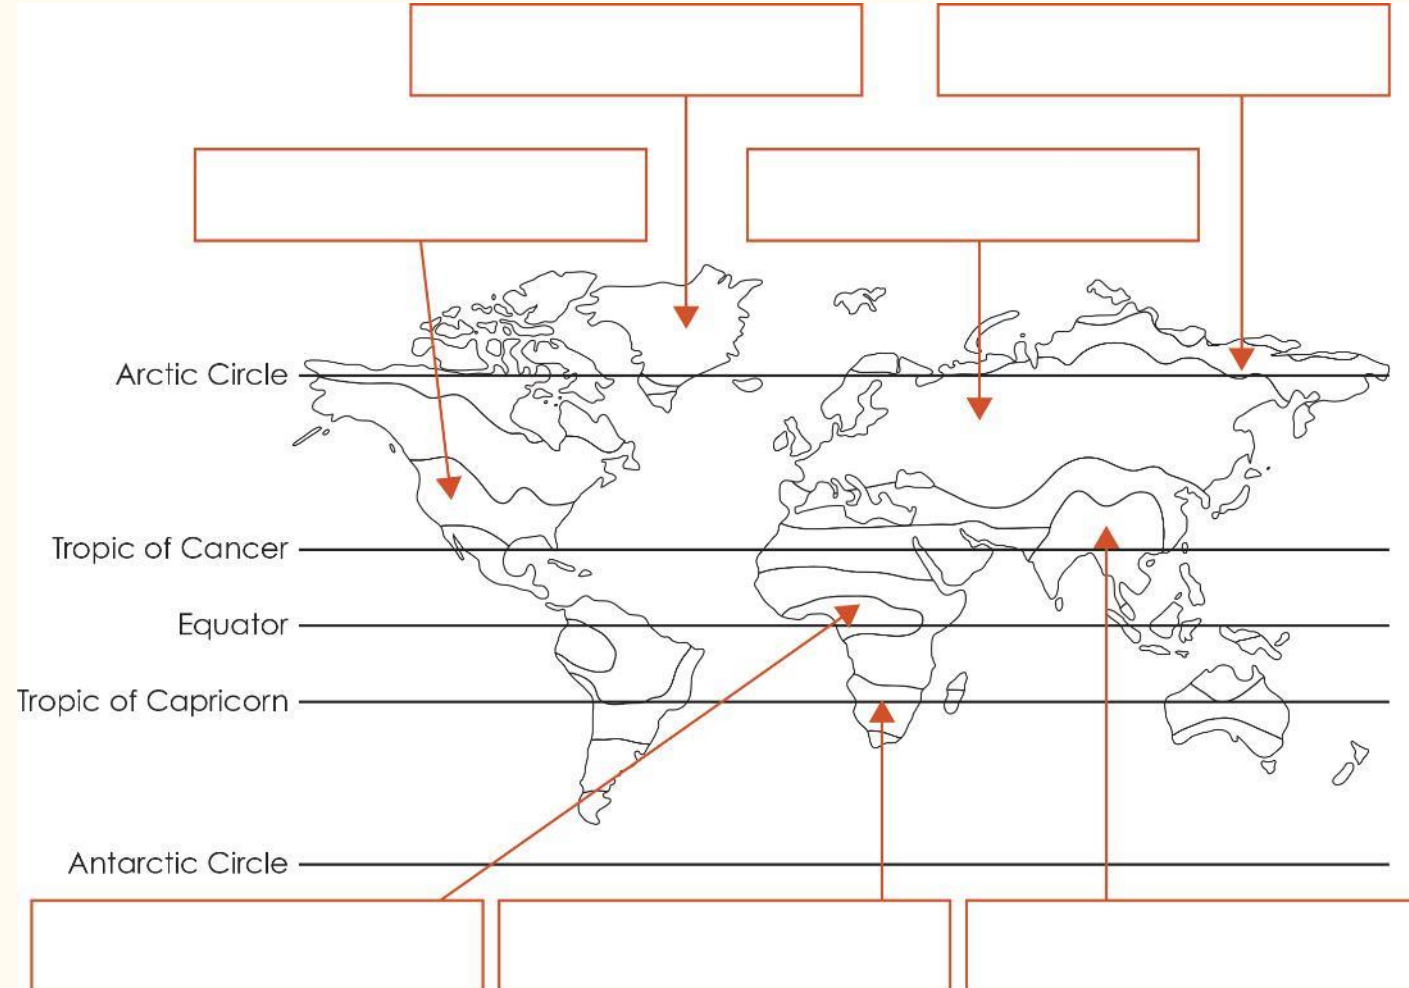 Arctic Circle
Tropic of Cancer
Equator
Tropic of Capricorn
Antarctic Circle